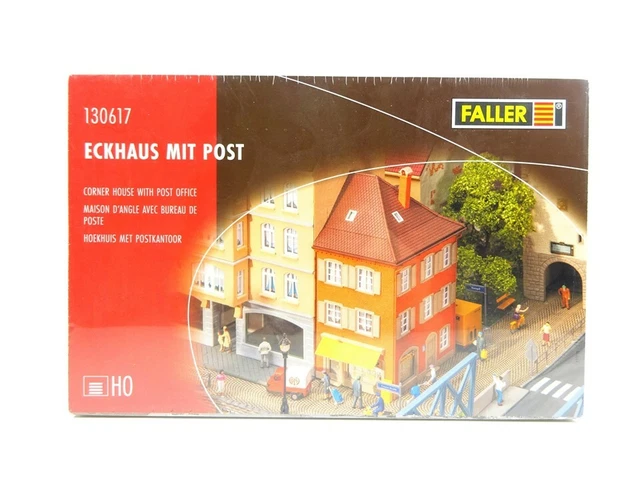 130617
FALLER
ECKHAUS MIT POST
CORNER HOUSE WITH POST OFFICE
MAISON D'ANGLE AVEC BUREAU DE
POSTE
HOEKHUIS MET POSTKANTOOR
HO